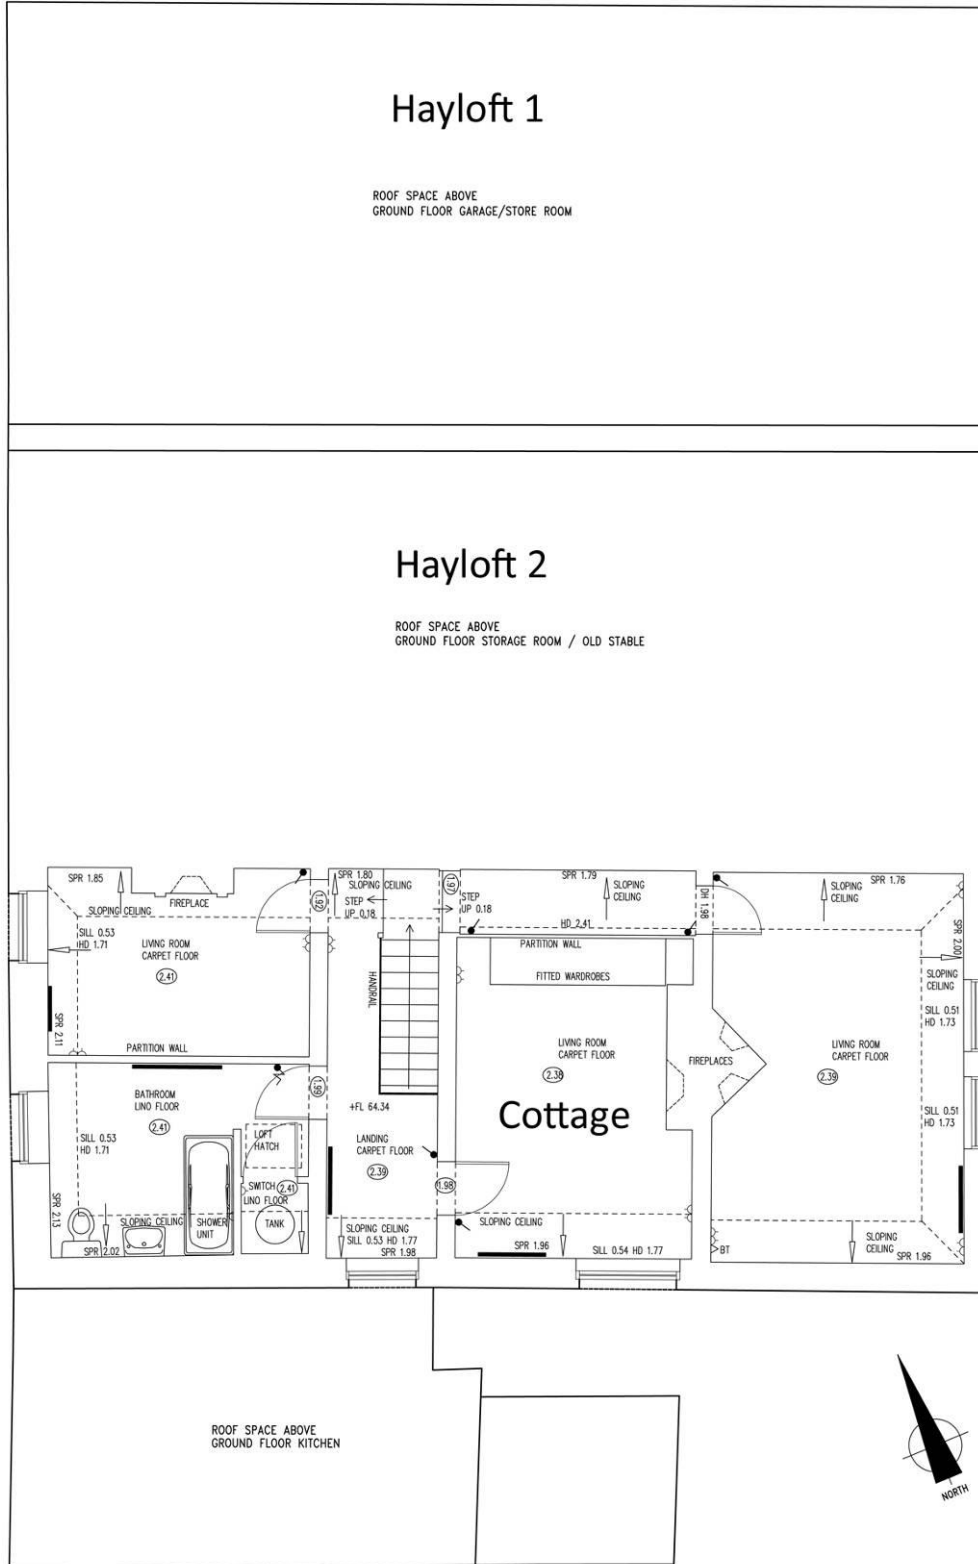 Hayloft 1
ROOF SPACE ABOVE
GROUND FLOOR GARAGE/STORE ROOM
Hayloft 2
ROOF SPACE ABOVE
GROUND FLOOR STORAGE ROOM / OLD STABLE
SPR 1.85
SLOPING CEILING
FIREPLACE
SILL 0.53
HD 1.71
LIVING ROOM
CARPET FLOOR
2.41
SPR 2.11
PARTITION WALL
1.92
SPR 1.80
SLOPING CEILING
STEP
UP 0.18
1.97
STEP
UP 0.18
HANDRAIL
SPR 1.79
SLOPING
CEILING
HD 2.41
PARTITION WALL
FITTED WARDROBES
DH 1.98
SPR 1.76
SLOPING
CEILING
SPR 2.00
SLOPING
CEILING
SILL 0.51
HD 1.73
LIVING ROOM
CARPET FLOOR
2.38
FIREPLACES
LIVING ROOM
CARPET FLOOR
2.39
SILL 0.51
HD 1.73
BATHROOM
LINO FLOOR
2.41
SILL 0.53
HD 1.71
1.99
+FL 64.34
Cottage
LOFT
HATCH
LANDING
CARPET FLOOR
2.39
1.98
SWITCH
2.41
LINO FLOOR
SPR 2.13
SLOPING CEILING
SPR 2.02
SHOWER
UNIT
TANK
SLOPING CEILING
SILL 0.53 HD 1.77
SPR 1.98
SLOPING CEILING
SPR 1.96
SILL 0.54 HD 1.77
BT
SLOPING
CEILING
SPR 1.96
ROOF SPACE ABOVE
GROUND FLOOR KITCHEN
NORTH